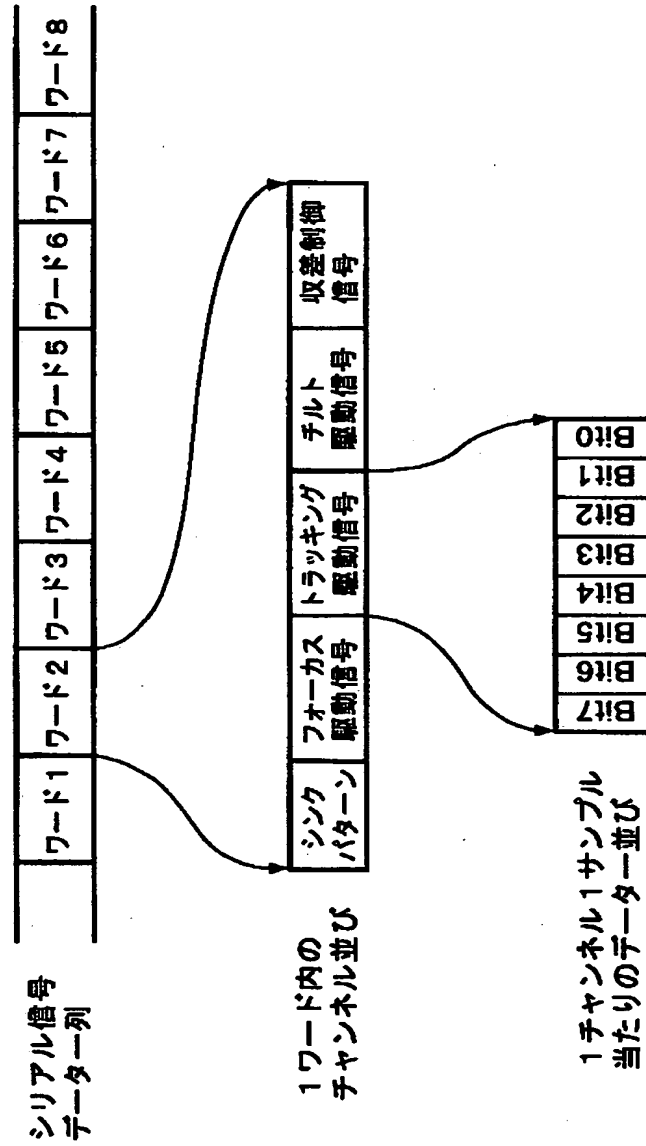 シリアル信号
データー列
ワード1 ワード2 ワード3 ワード4 ワード5 ワード6 ワード7 ワード8
1ワード内の
チャンネル並び
シンク
パターン
フォーカス
駆動信号
トラッキング
駆動信号
チルト
駆動信号
収差制御
信号
1チャンネル1サンプル
当たりのデーター並び
Bit7 Bit6 Bit5 Bit4 Bit3 Bit2 Bit1 Bit0